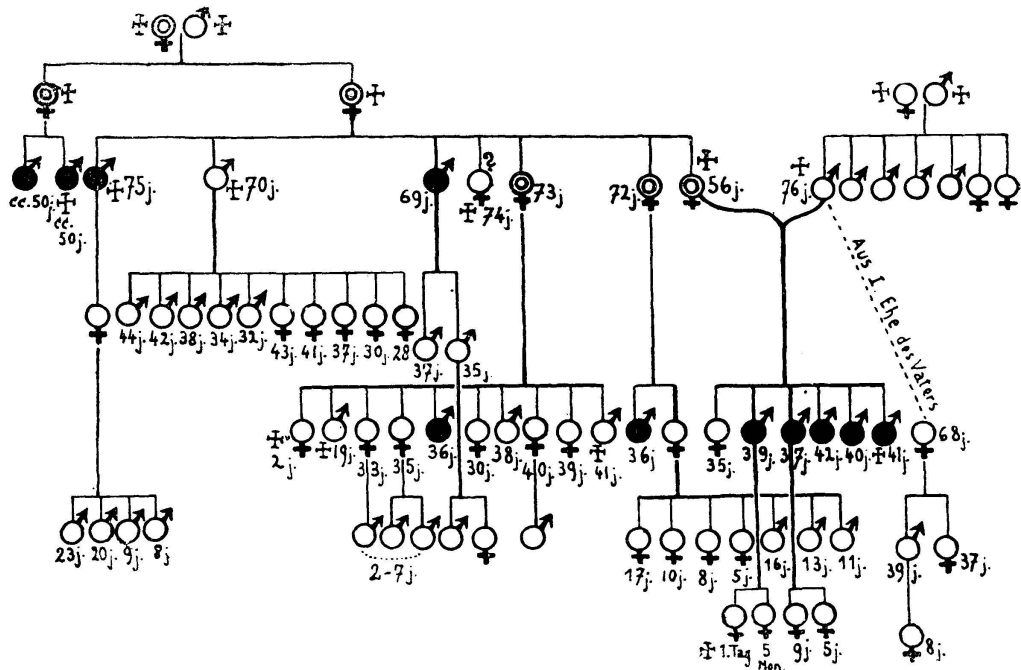 cc.50j. cc. 50j. 75j. 70j. 69j. 74j. 73j 72j. 56j. 76j.
Aus I. Ehe des Vaters
44j. 42j. 38j. 34j. 32j. 43j. 41j. 37j. 30j. 28 37j. 35j.
2j. 19j. 33j. 35j. 36j. 30j. 38j. 40j. 39j. 41j. 36j 35j. 39j. 37j. 42j. 40j. 41j. 68j.
23j. 20j. 9j. 8j
2-7j.
17j. 10j. 8j. 5j. 16j. 13j. 11j. 39j. 37j.
1.Tag 5 Mon. 9j. 5j. 8j.